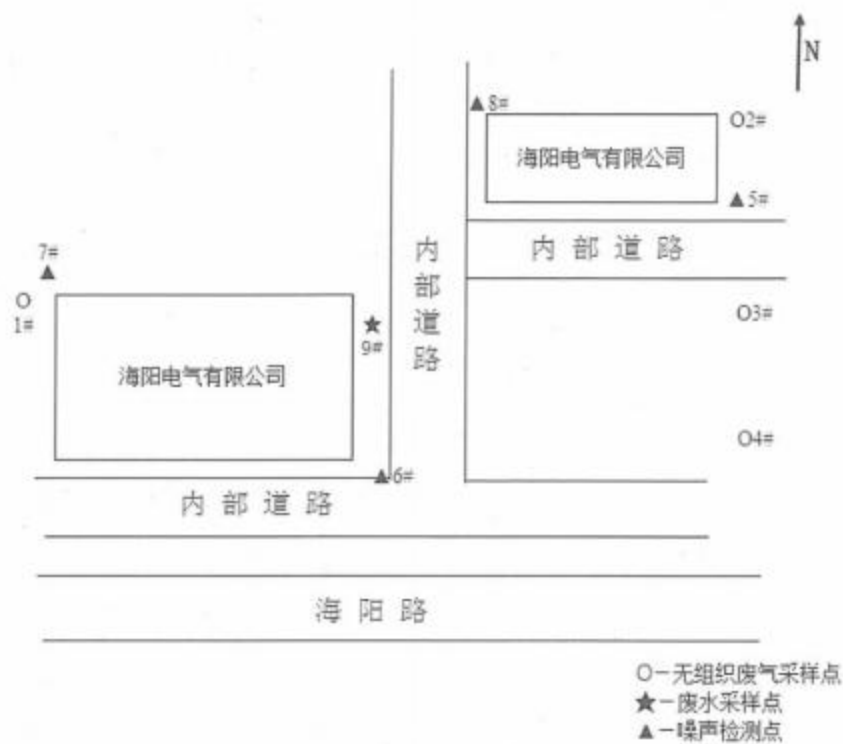 N
▲8#
O2#
海阳电气有限公司
▲5#
内部道路
内部道路
7#
▲
O
1#
★
9#
海阳电气有限公司
O3#
O4#
▲6#
内部道路
海阳路
O－无组织废气采样点
★－废水采样点
▲－噪声检测点